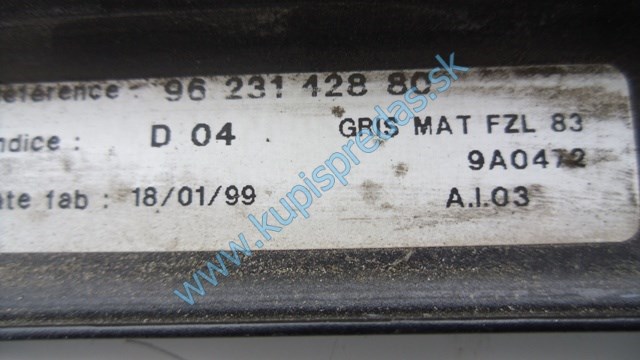 eference : 96 231 428 80
ndice : D 04 GRIS MAT FZL 83
9A0472
ate fab : 18/01/99 A.I.03
www.kupispredas.sk